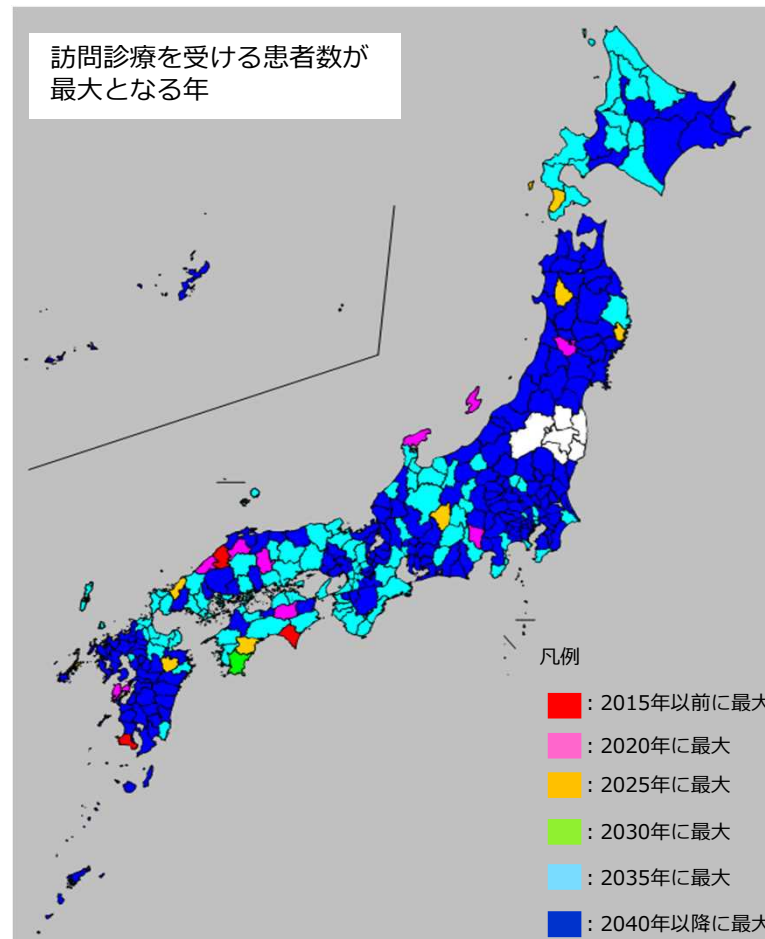 訪問診療を受ける患者数が
最大となる年
凡例
：2015年以前に最大
：2020年に最大
：2025年に最大
：2030年に最大
：2035年に最大
：2040年以降に最大